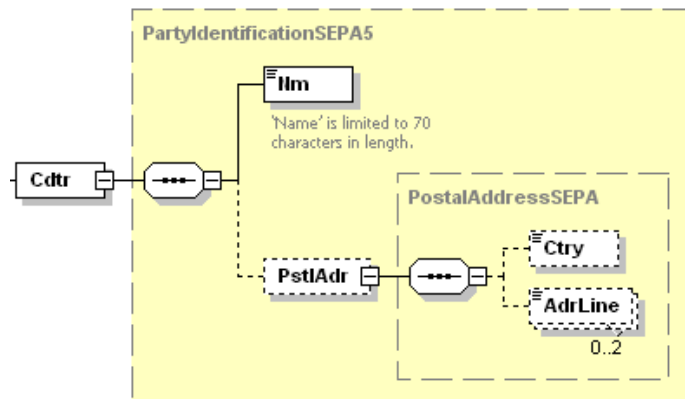 PartyIdentificationSEPA5
Nm
'Name' is limited to 70
characters in length.
Cdtr
PostalAddressSEPA
Ctry
PstlAdr
AdrLine
0..2